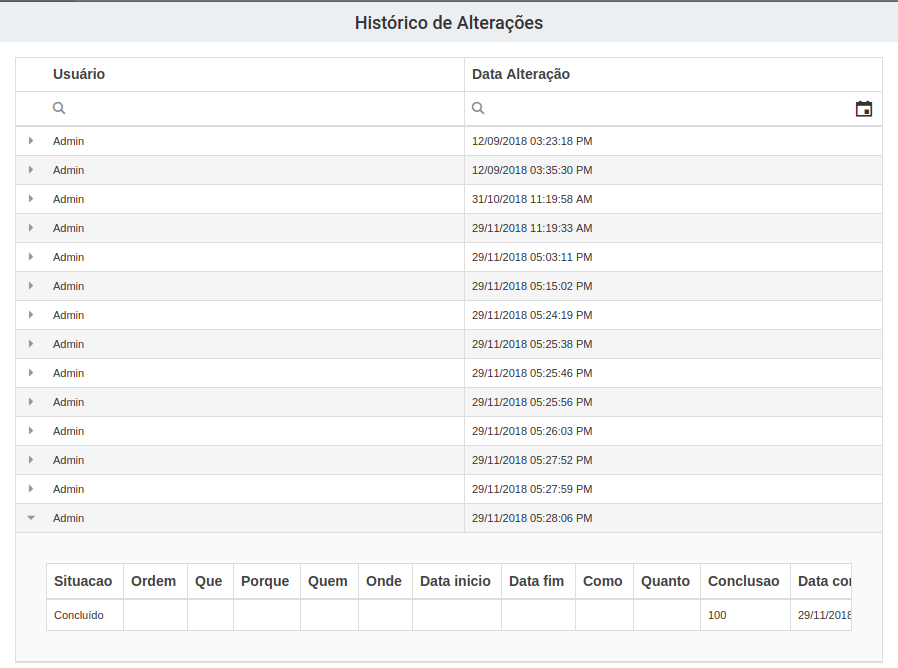 Histórico de Alterações
Usuário Data Alteração
Admin 12/09/2018 03:23:18 PM
Admin 12/09/2018 03:35:30 PM
Admin 31/10/2018 11:19:58 AM
Admin 29/11/2018 11:19:33 AM
Admin 29/11/2018 05:03:11 PM
Admin 29/11/2018 05:15:02 PM
Admin 29/11/2018 05:24:19 PM
Admin 29/11/2018 05:25:38 PM
Admin 29/11/2018 05:25:46 PM
Admin 29/11/2018 05:25:56 PM
Admin 29/11/2018 05:26:03 PM
Admin 29/11/2018 05:27:52 PM
Admin 29/11/2018 05:27:59 PM
Admin 29/11/2018 05:28:06 PM
Situacao Ordem Que Porque Quem Onde Data inicio Data fim Como Quanto Conclusao Data
Concluído 100 29/11/2018